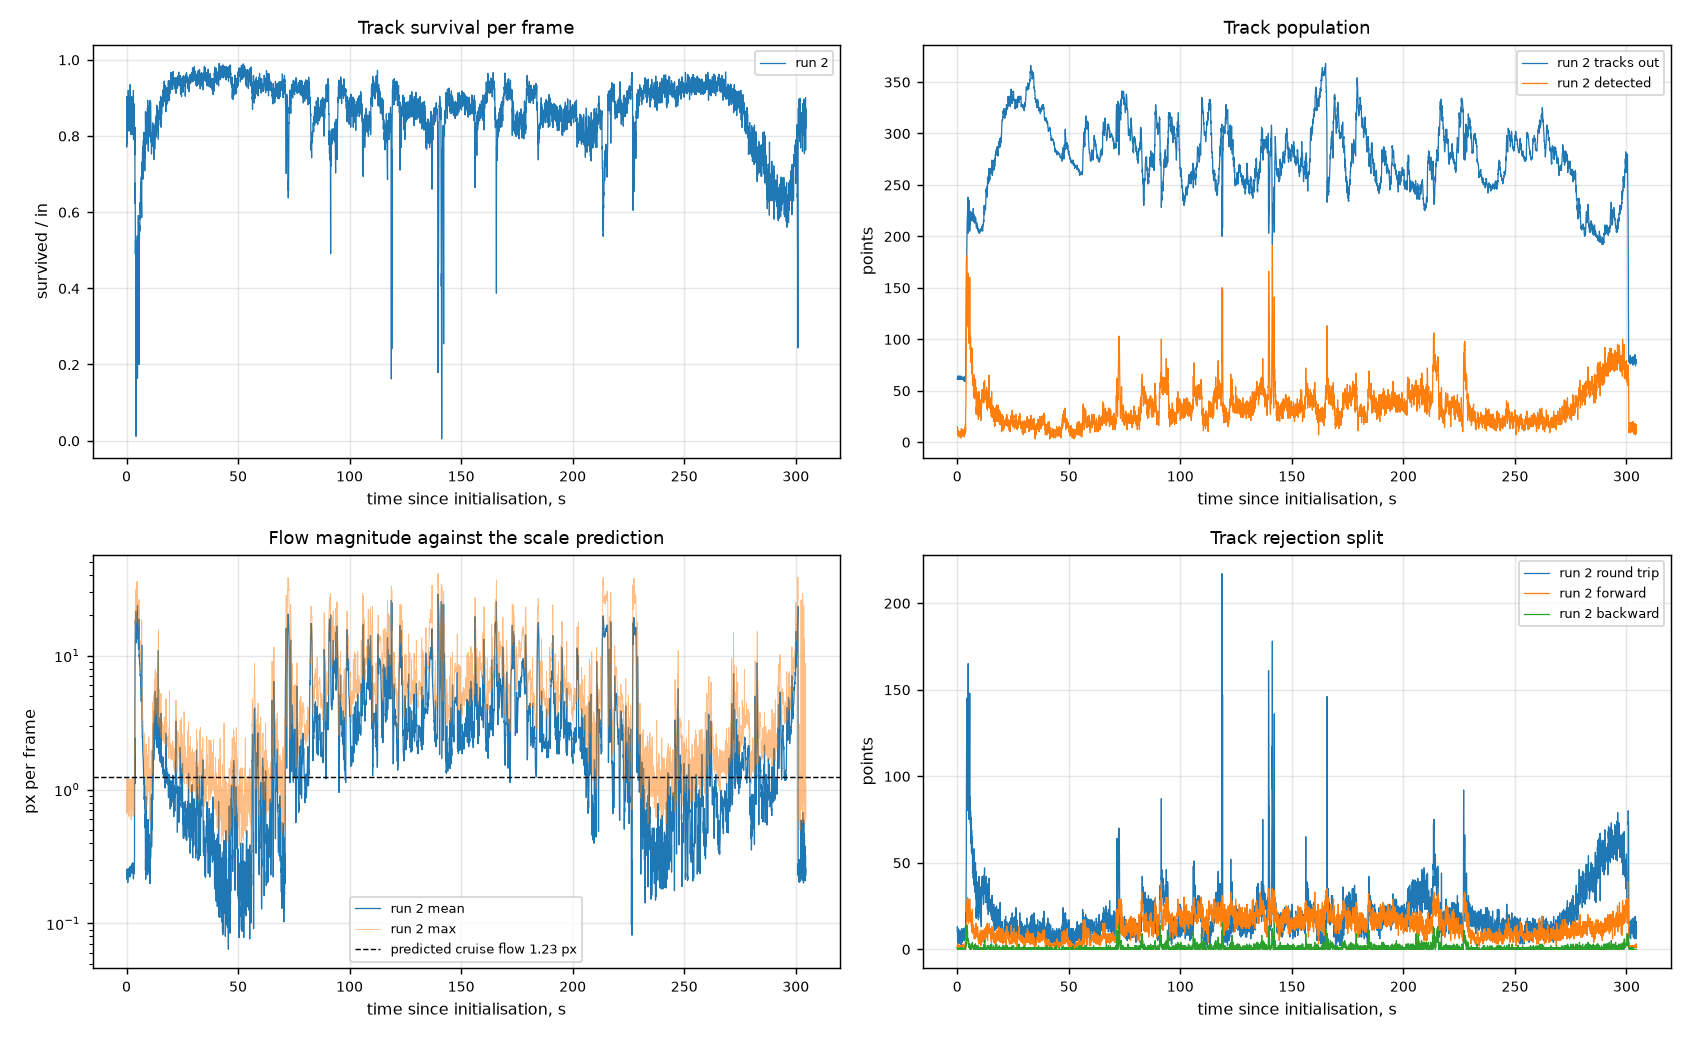 Track survival per frame
run 2
1.0
0.8
0.6
0.4
0.2
0.0
survived / in
0 50 100 150 200 250 300
time since initialisation, s
Track population
run 2 tracks out
run 2 detected
350
300
250
200
150
100
50
0
points
0 50 100 150 200 250 300
time since initialisation, s
Flow magnitude against the scale prediction
10¹
10⁰
10⁻¹
px per frame
run 2 mean
run 2 max
predicted cruise flow 1.23 px
0 50 100 150 200 250 300
time since initialisation, s
Track rejection split
run 2 round trip
run 2 forward
run 2 backward
200
150
100
50
0
points
0 50 100 150 200 250 300
time since initialisation, s